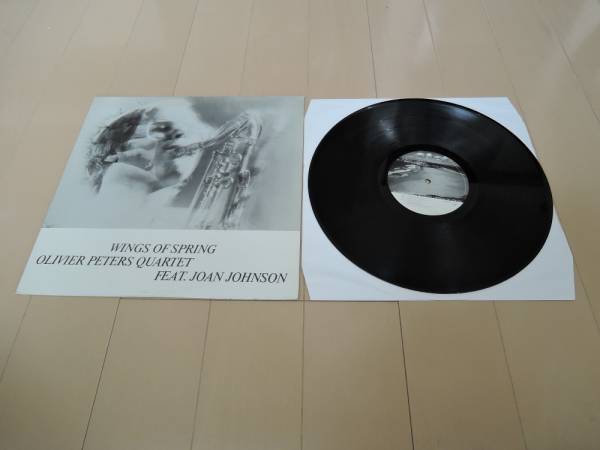 WINGS OF SPRING
OLIVIER PETERS QUARTET
FEAT. JOAN JOHNSON